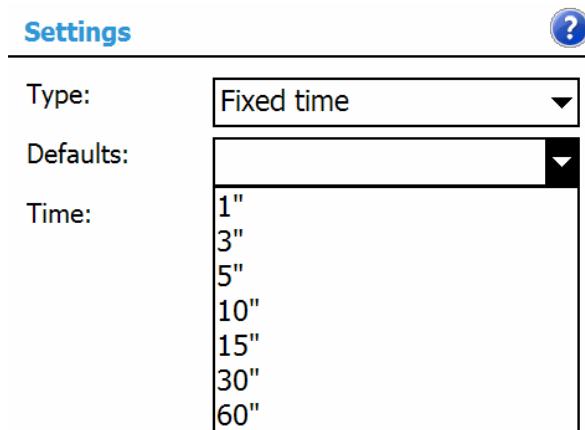 Settings
?
Type: Fixed time
Defaults:
Time:
1"
3"
5"
10"
15"
30"
60"